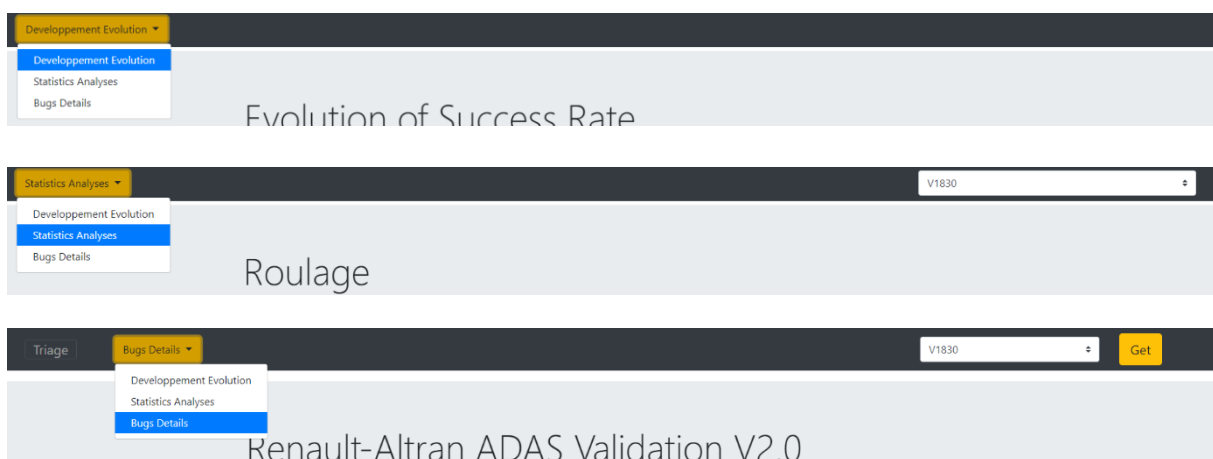 Developpement Evolution
Developpement Evolution
Statistics Analyses
Bugs Details
Evolution of Success Rate
Statistics Analyses V1830
Developpement Evolution
Statistics Analyses
Bugs Details
Roulage
Triage Bugs Details V1830 Get
Developpement Evolution
Statistics Analyses
Bugs Details
Renault-Altran ADAS Validation V2.0